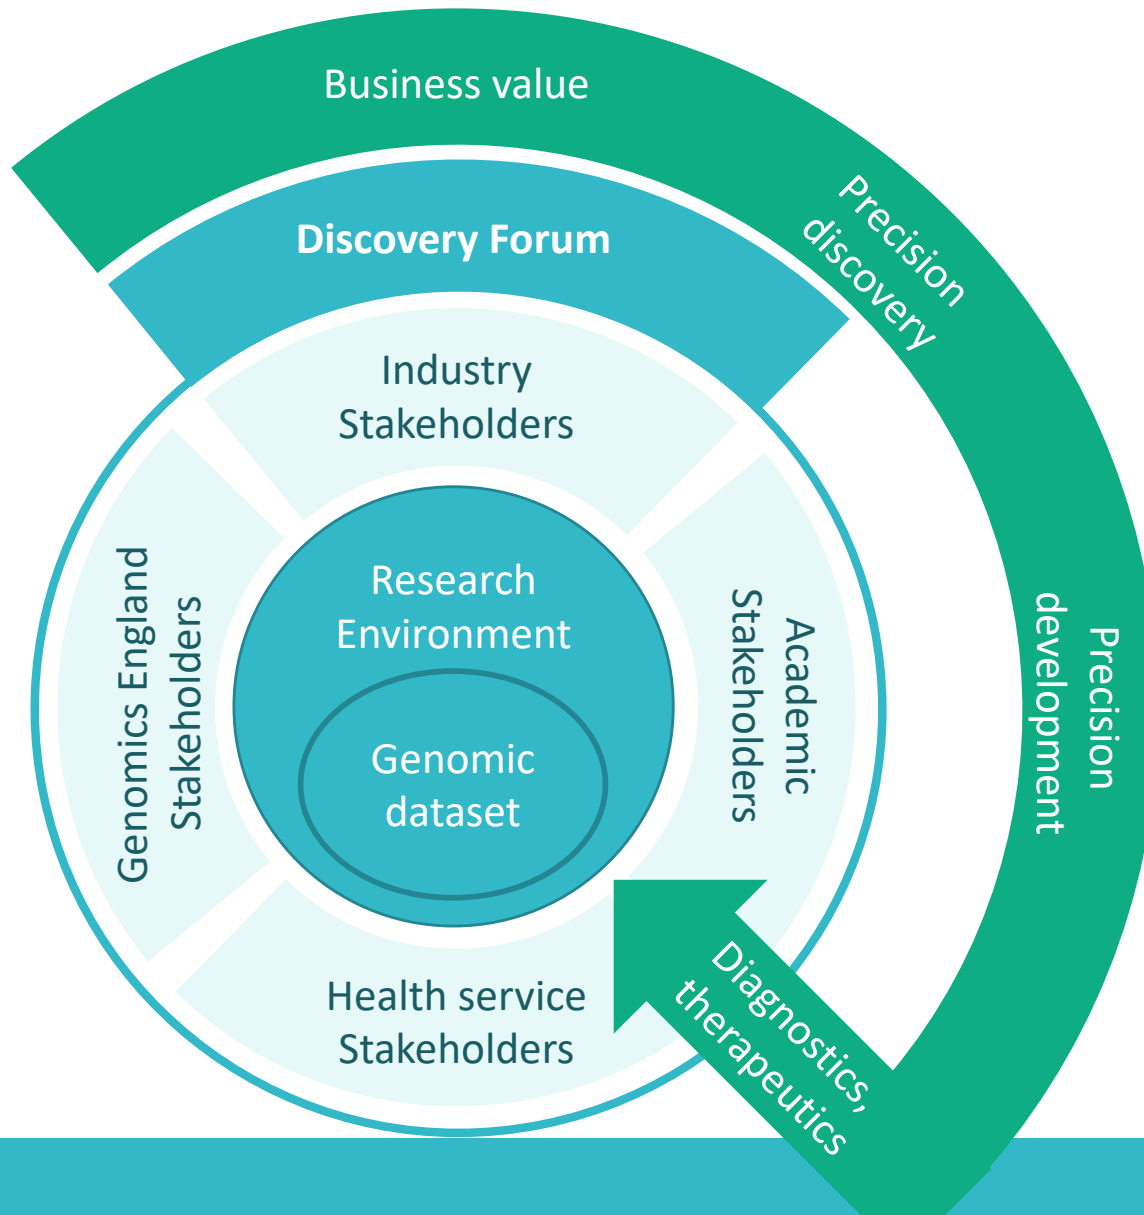 Business value
Precision
discovery
Discovery Forum
Industry
Stakeholders
Genomics England
Stakeholders
Research
Environment
Genomic
dataset
Academic
Stakeholders
Precision
development
Health service
Stakeholders
Diagnostics,
therapeutics